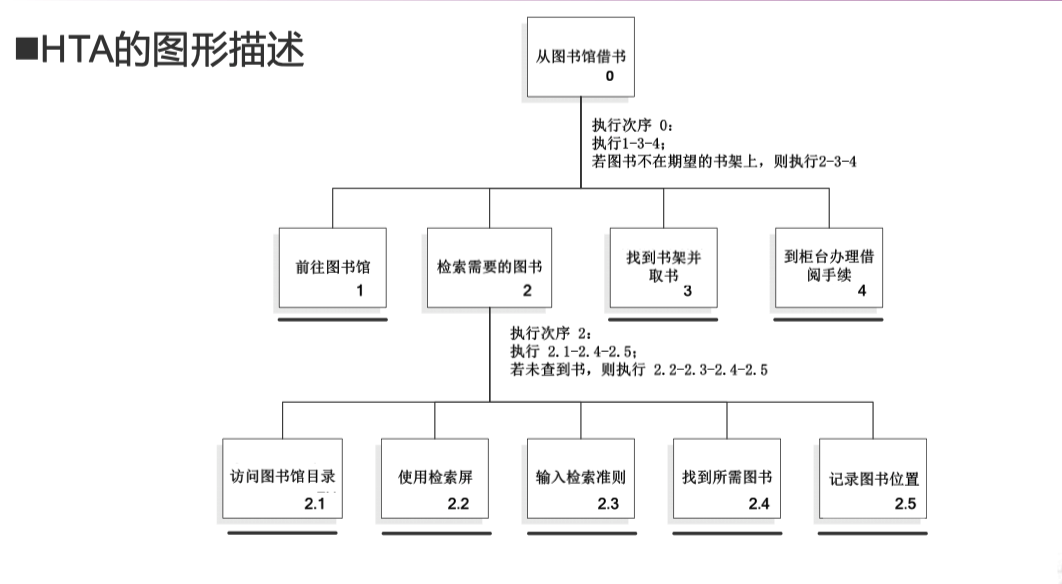 ■HTA的图形描述
从图书馆借书
0
执行次序 0:
执行1-3-4;
若图书不在期望的书架上，则执行2-3-4
前往图书馆
1
检索需要的图书
2
找到书架并
取书
3
到柜台办理借
阅手续
4
执行次序 2:
执行 2.1-2.4-2.5;
若未查到书，则执行 2.2-2.3-2.4-2.5
访问图书馆目录
2.1
使用检索屏
2.2
输入检索准则
2.3
找到所需图书
2.4
记录图书位置
2.5